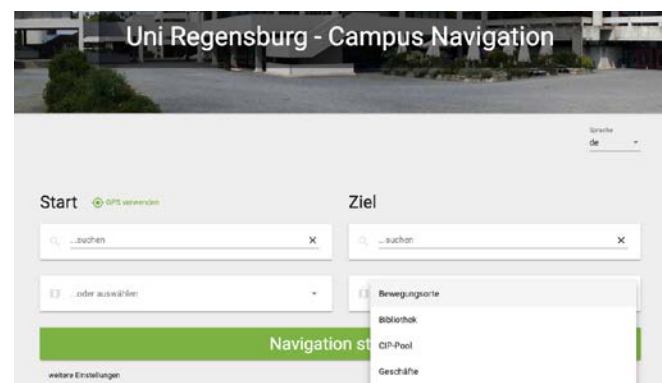 Uni Regensburg - Campus Navigation
Sprache
de
Start
GPS verwenden
Ziel
...suchen
...suchen
...oder auswählen
Bewegungsorte
Bibliothek
Navigation st
CIP-Pool
Geschäfte
weitere Einstellungen